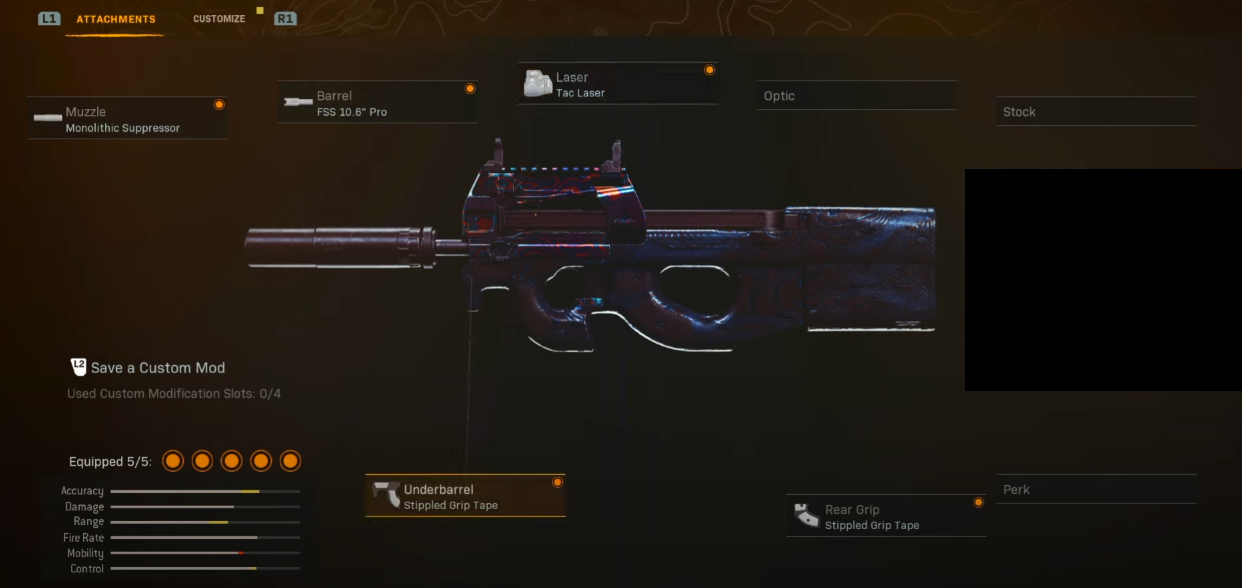 L1 ATTACHMENTS CUSTOMIZE R1
Muzzle
Monolithic Suppressor
Barrel
FSS 10.6" Pro
Laser
Tac Laser
Optic
Stock
L2 Save a Custom Mod
Used Custom Modification Slots: 0/4
Equipped 5/5:
Accuracy
Damage
Range
Fire Rate
Mobility
Control
Underbarrel
Stippled Grip Tape
Rear Grip
Stippled Grip Tape
Perk